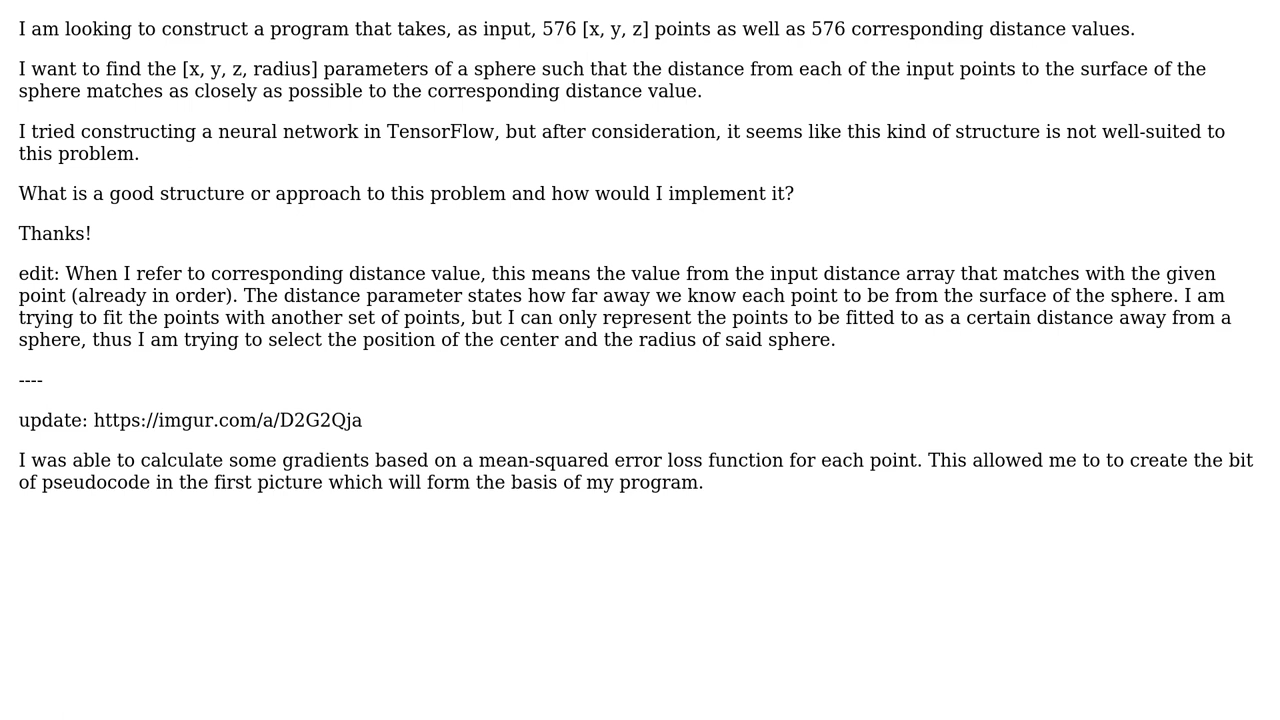 I am looking to construct a program that takes, as input, 576 [x, y, z] points as well as 576 corresponding distance values.
I want to find the [x, y, z, radius] parameters of a sphere such that the distance from each of the input points to the surface of the
sphere matches as closely as possible to the corresponding distance value.
I tried constructing a neural network in TensorFlow, but after consideration, it seems like this kind of structure is not well-suited to
this problem.
What is a good structure or approach to this problem and how would I implement it?
Thanks!
edit: When I refer to corresponding distance value, this means the value from the input distance array that matches with the given
point (already in order). The distance parameter states how far away we know each point to be from the surface of the sphere. I am
trying to fit the points with another set of points, but I can only represent the points to be fitted to as a certain distance away from a
sphere, thus I am trying to select the position of the center and the radius of said sphere.
----
update: https://imgur.com/a/D2G2Qja
I was able to calculate some gradients based on a mean-squared error loss function for each point. This allowed me to to create the bit
of pseudocode in the first picture which will form the basis of my program.